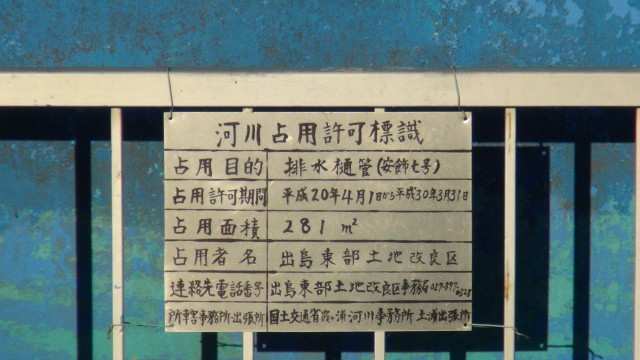 河川占用許可標識
占用目的 排水樋管(安飾七号)
占用許可期間 平成20年4月1日から平成30年3月31日
占用面積 281 m²
占用者名 出島東部土地改良区
連絡先電話番号 出島東部土地改良区事務局
所轄事務所出張所 国土交通省霞ヶ浦河川事務所 土浦出張所